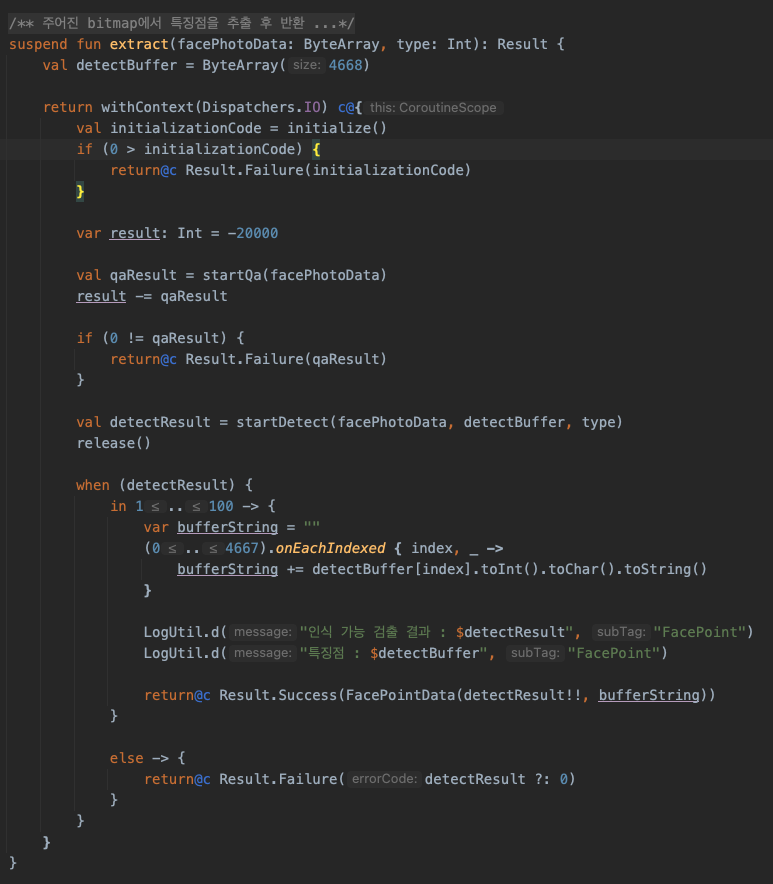 /** 주어진 bitmap에서 특징점을 추출 후 반환 ...*/
suspend fun extract(facePhotoData: ByteArray, type: Int): Result {
    val detectBuffer = ByteArray( size: 4668)

    return withContext(Dispatchers.IO) c@{ this: CoroutineScope
        val initializationCode = initialize()
        if (0 > initializationCode) {
            return@c Result.Failure(initializationCode)
        }

        var result: Int = -20000

        val qaResult = startQa(facePhotoData)
        result -= qaResult

        if (0 != qaResult) {
            return@c Result.Failure(qaResult)
        }

        val detectResult = startDetect(facePhotoData, detectBuffer, type)
        release()

        when (detectResult) {
            in 1 ≤ .. ≤ 100 -> {
                var bufferString = ""
                (0 ≤ .. ≤ 4667).onEachIndexed { index, _ ->
                    bufferString += detectBuffer[index].toInt().toChar().toString()
                }

                LogUtil.d( message: "인식 가능 검출 결과 : $detectResult", subTag: "FacePoint")
                LogUtil.d( message: "특징점 : $detectBuffer", subTag: "FacePoint")

                return@c Result.Success(FacePointData(detectResult!!, bufferString))
            }

            else -> {
                return@c Result.Failure( errorCode: detectResult ?: 0)
            }
        }
    }
}